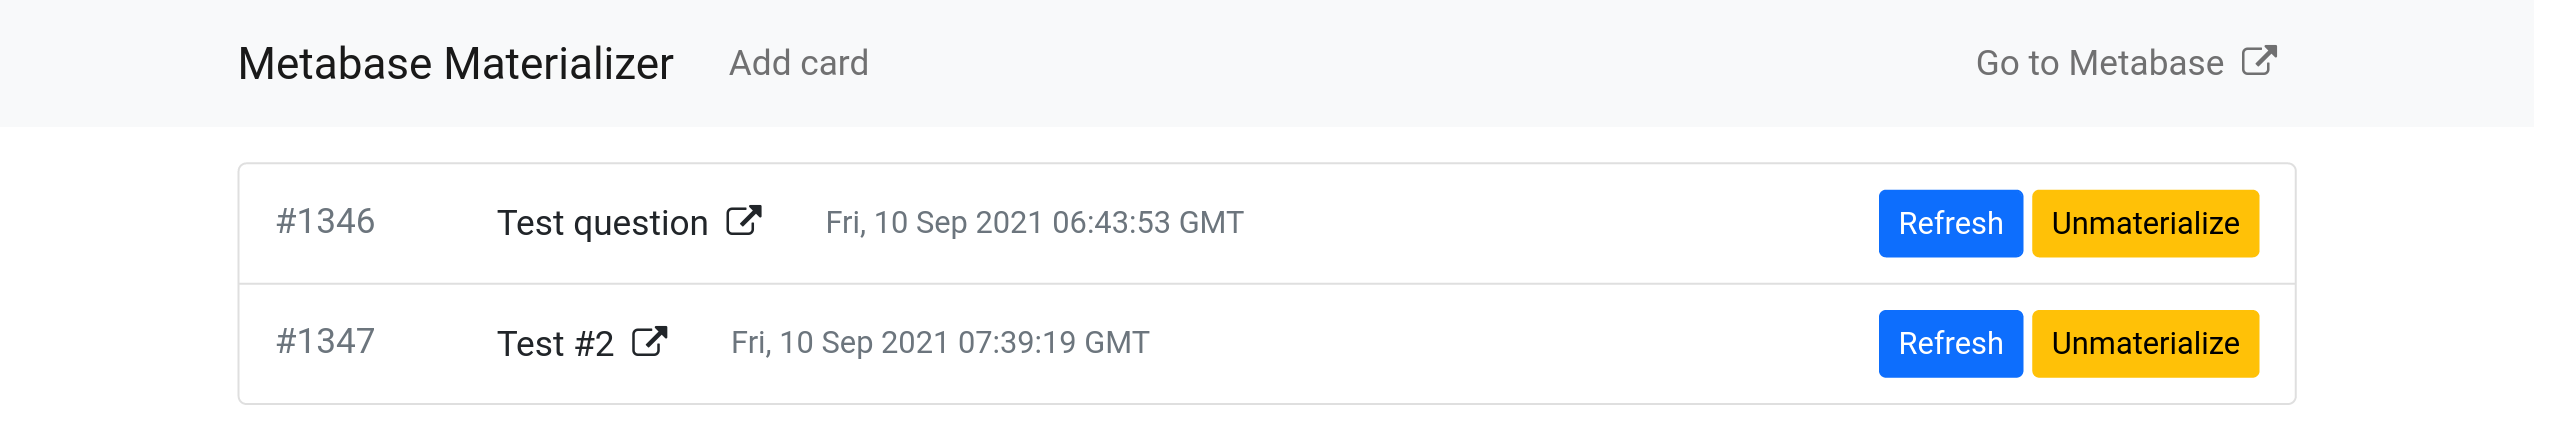 Metabase Materializer Add card Go to Metabase
#1346 Test question Fri, 10 Sep 2021 06:43:53 GMT Refresh Unmaterialize
#1347 Test #2 Fri, 10 Sep 2021 07:39:19 GMT Refresh Unmaterialize